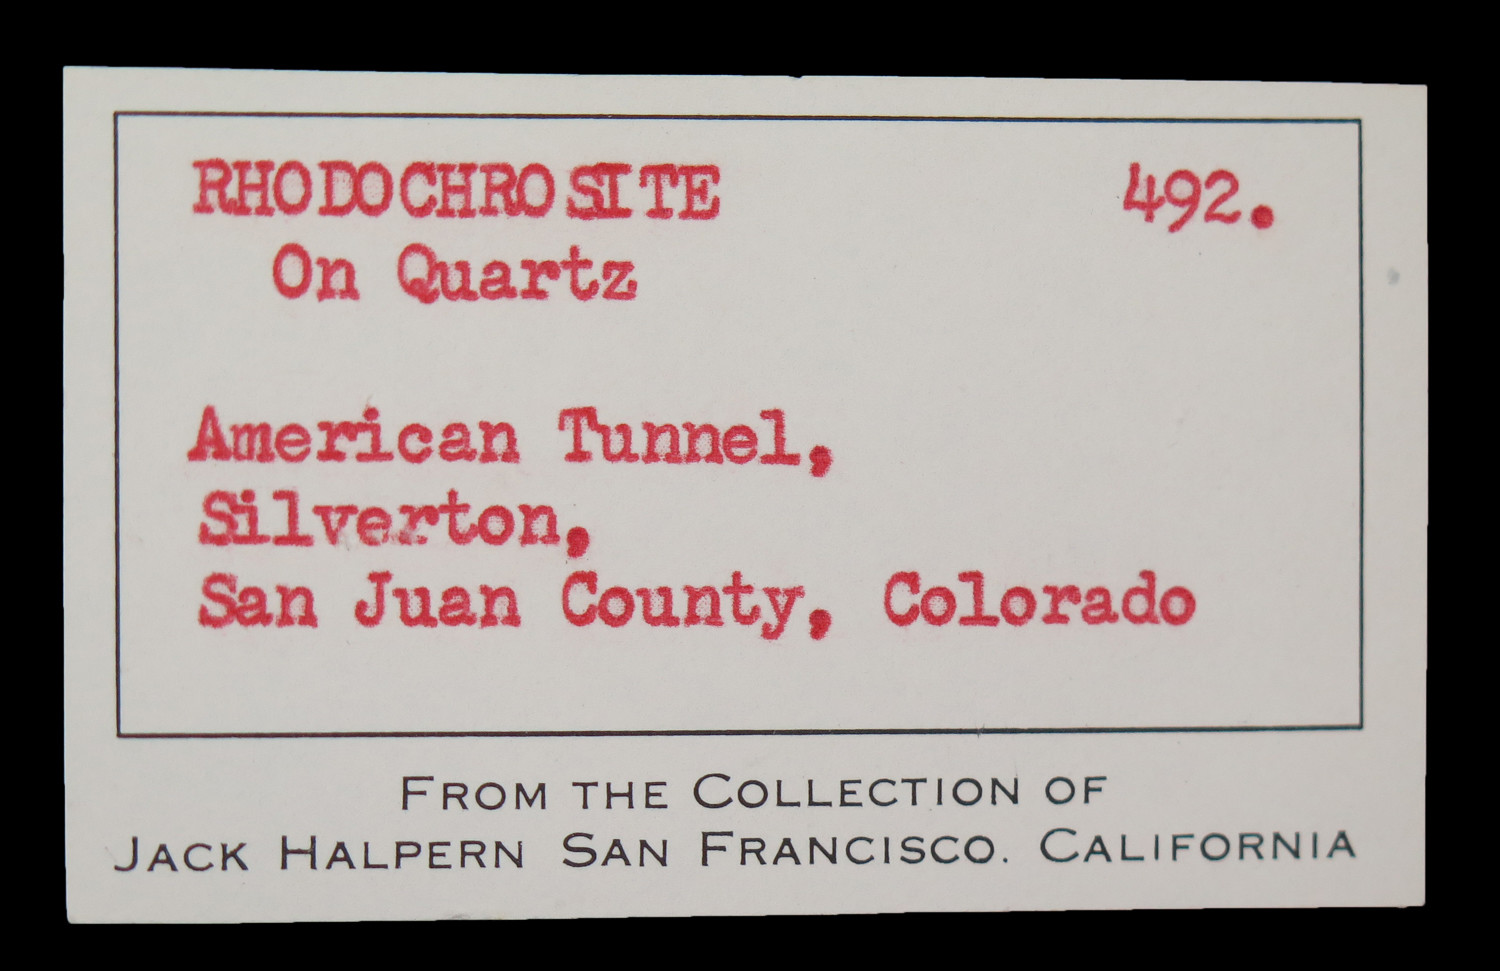 RHODOCHROSITE 492.
On Quartz
American Tunnel,
Silverton,
San Juan County, Colorado
FROM THE COLLECTION OF
JACK HALPERN SAN FRANCISCO. CALIFORNIA